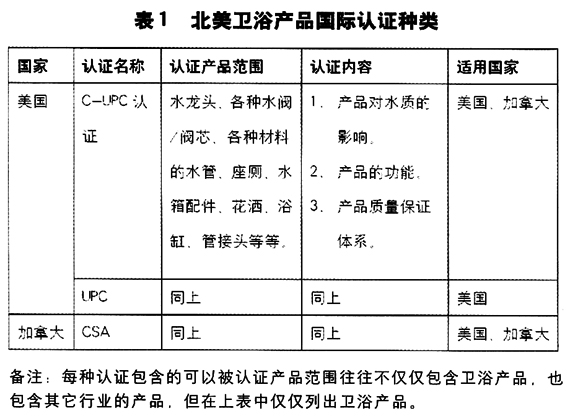 表1 北美卫浴产品国际认证种类
国家 认证名称 认证产品范围 认证内容 适用国家
美国 C-UPC 认 水龙头、各种水阀 1. 产品对水质的 美国、加拿大
证 /阀芯、各种材料 影响。
的水管、座厕、水 2. 产品的功能。
箱配件、花洒、浴 3. 产品质量保证
缸、管接头等等。 体系。
UPC 同上 同上 美国
加拿大 CSA 同上 同上 美国、加拿大
备注：每种认证包含的可以被认证产品范围往往不仅仅包含卫浴产品，也
包含其它行业的产品，但在上表中仅仅列出卫浴产品。